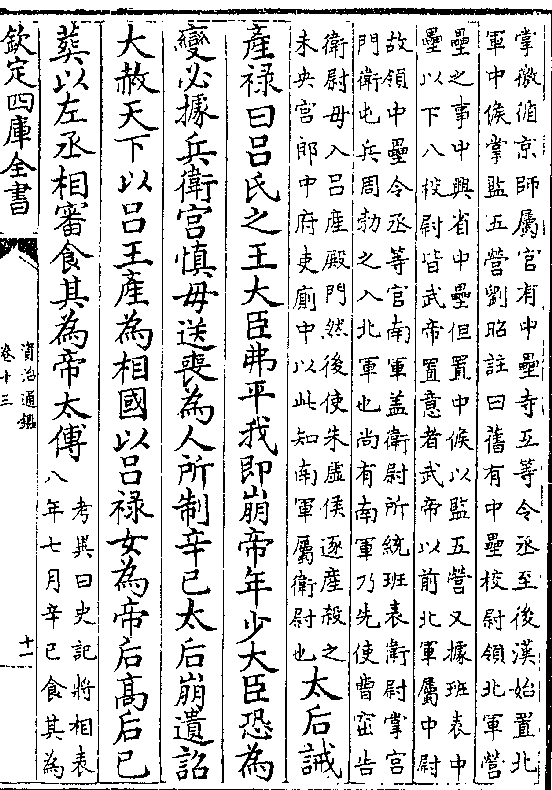 掌徼循京師屬官有中壘寺互等令丞至後漢始置北
軍中候掌監五營劉昭註曰舊有中壘校尉領北軍營
壘之事中興省中壘但置中候以監五營又據班表中
壘以下八校尉皆武帝置意者武帝以前北軍屬中尉
故領中壘令丞等官南軍蓋衛尉所統班表衛尉掌宮
門衛屯兵周勃之入北軍也尚有南軍乃先使曹窋告
衛尉毋入呂產殿門然後使朱虛侯逐產殺之
未央宮郎中府吏廁中以此知南軍屬衛尉也
太后誡
產禄曰呂氏之王大臣弗平我即崩帝年少大臣恐為
變必據兵衛宮慎毋送喪為人所制辛巳太后崩遺詔
大赦天下以呂王產為相國以呂禄女為帝后髙后已
葬以左丞相審食其為帝太傅
考異曰史記將相表
八年七月辛巳食其為
欽定四庫全書
資治通鑑
卷十三
十一